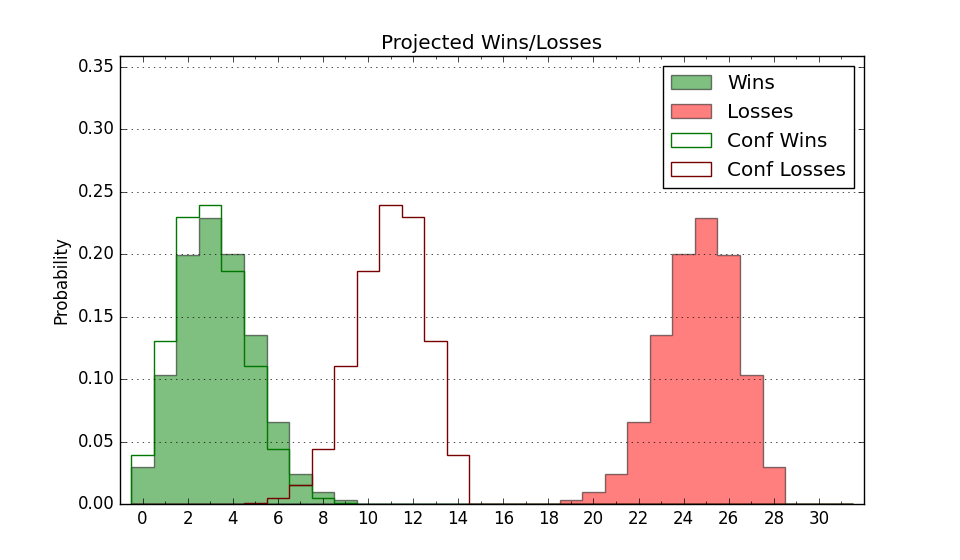 Projected Wins/Losses
0.35
0.30
0.25
0.20
0.15
0.10
0.05
0.00
Probability
Wins
Losses
Conf Wins
Conf Losses
0 2 4 6 8 10 12 14 16 18 20 22 24 26 28 30